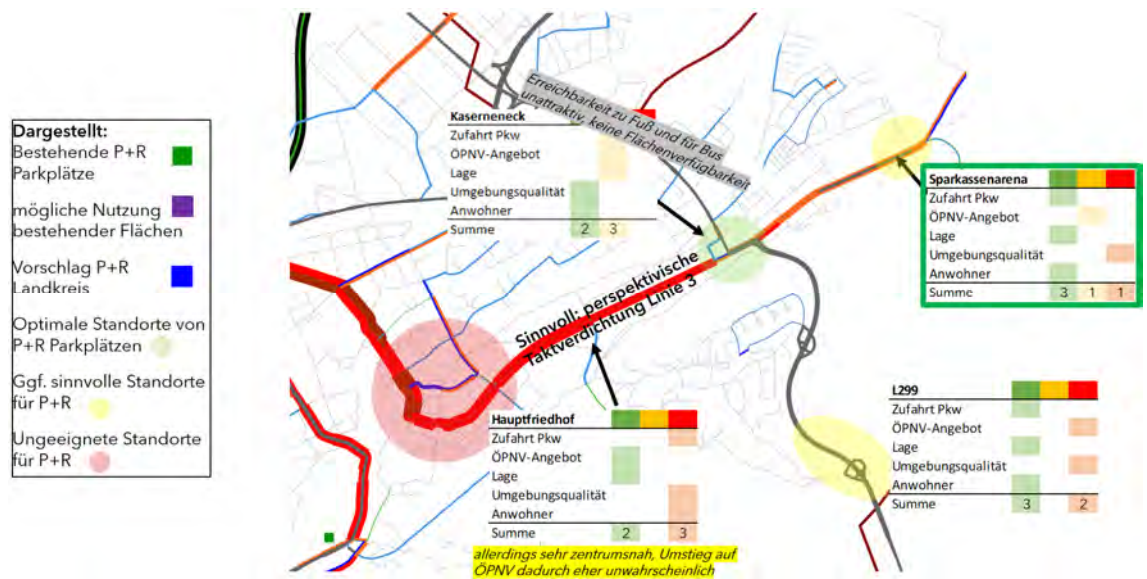 Dargestellt:
Bestehende P+R
Parkplätze
mögliche Nutzung
bestehender Flächen
Vorschlag P+R
Landkreis
Optimale Standorte von
P+R Parkplätzen
Ggf. sinnvolle Standorte
für P+R
Ungeeignete Standorte
für P+R
Erreichbarkeit zu Fuß und für Bus
unattraktiv, keine Flächenverfügbarkeit
Kaserneneck
Zufahrt Pkw
ÖPNV-Angebot
Lage
Umgebungsqualität
Anwohner
Summe 2 3
Sparkassenarena
Zufahrt Pkw
ÖPNV-Angebot
Lage
Umgebungsqualität
Anwohner
Summe 3 1 1
Sinnvoll: perspektivische
Taktverdichtung Linie 3
Hauptfriedhof
Zufahrt Pkw
ÖPNV-Angebot
Lage
Umgebungsqualität
Anwohner
Summe 2 3
allerdings sehr zentrumsnah, Umstieg auf
ÖPNV dadurch eher unwahrscheinlich
L299
Zufahrt Pkw
ÖPNV-Angebot
Lage
Umgebungsqualität
Anwohner
Summe 3 2